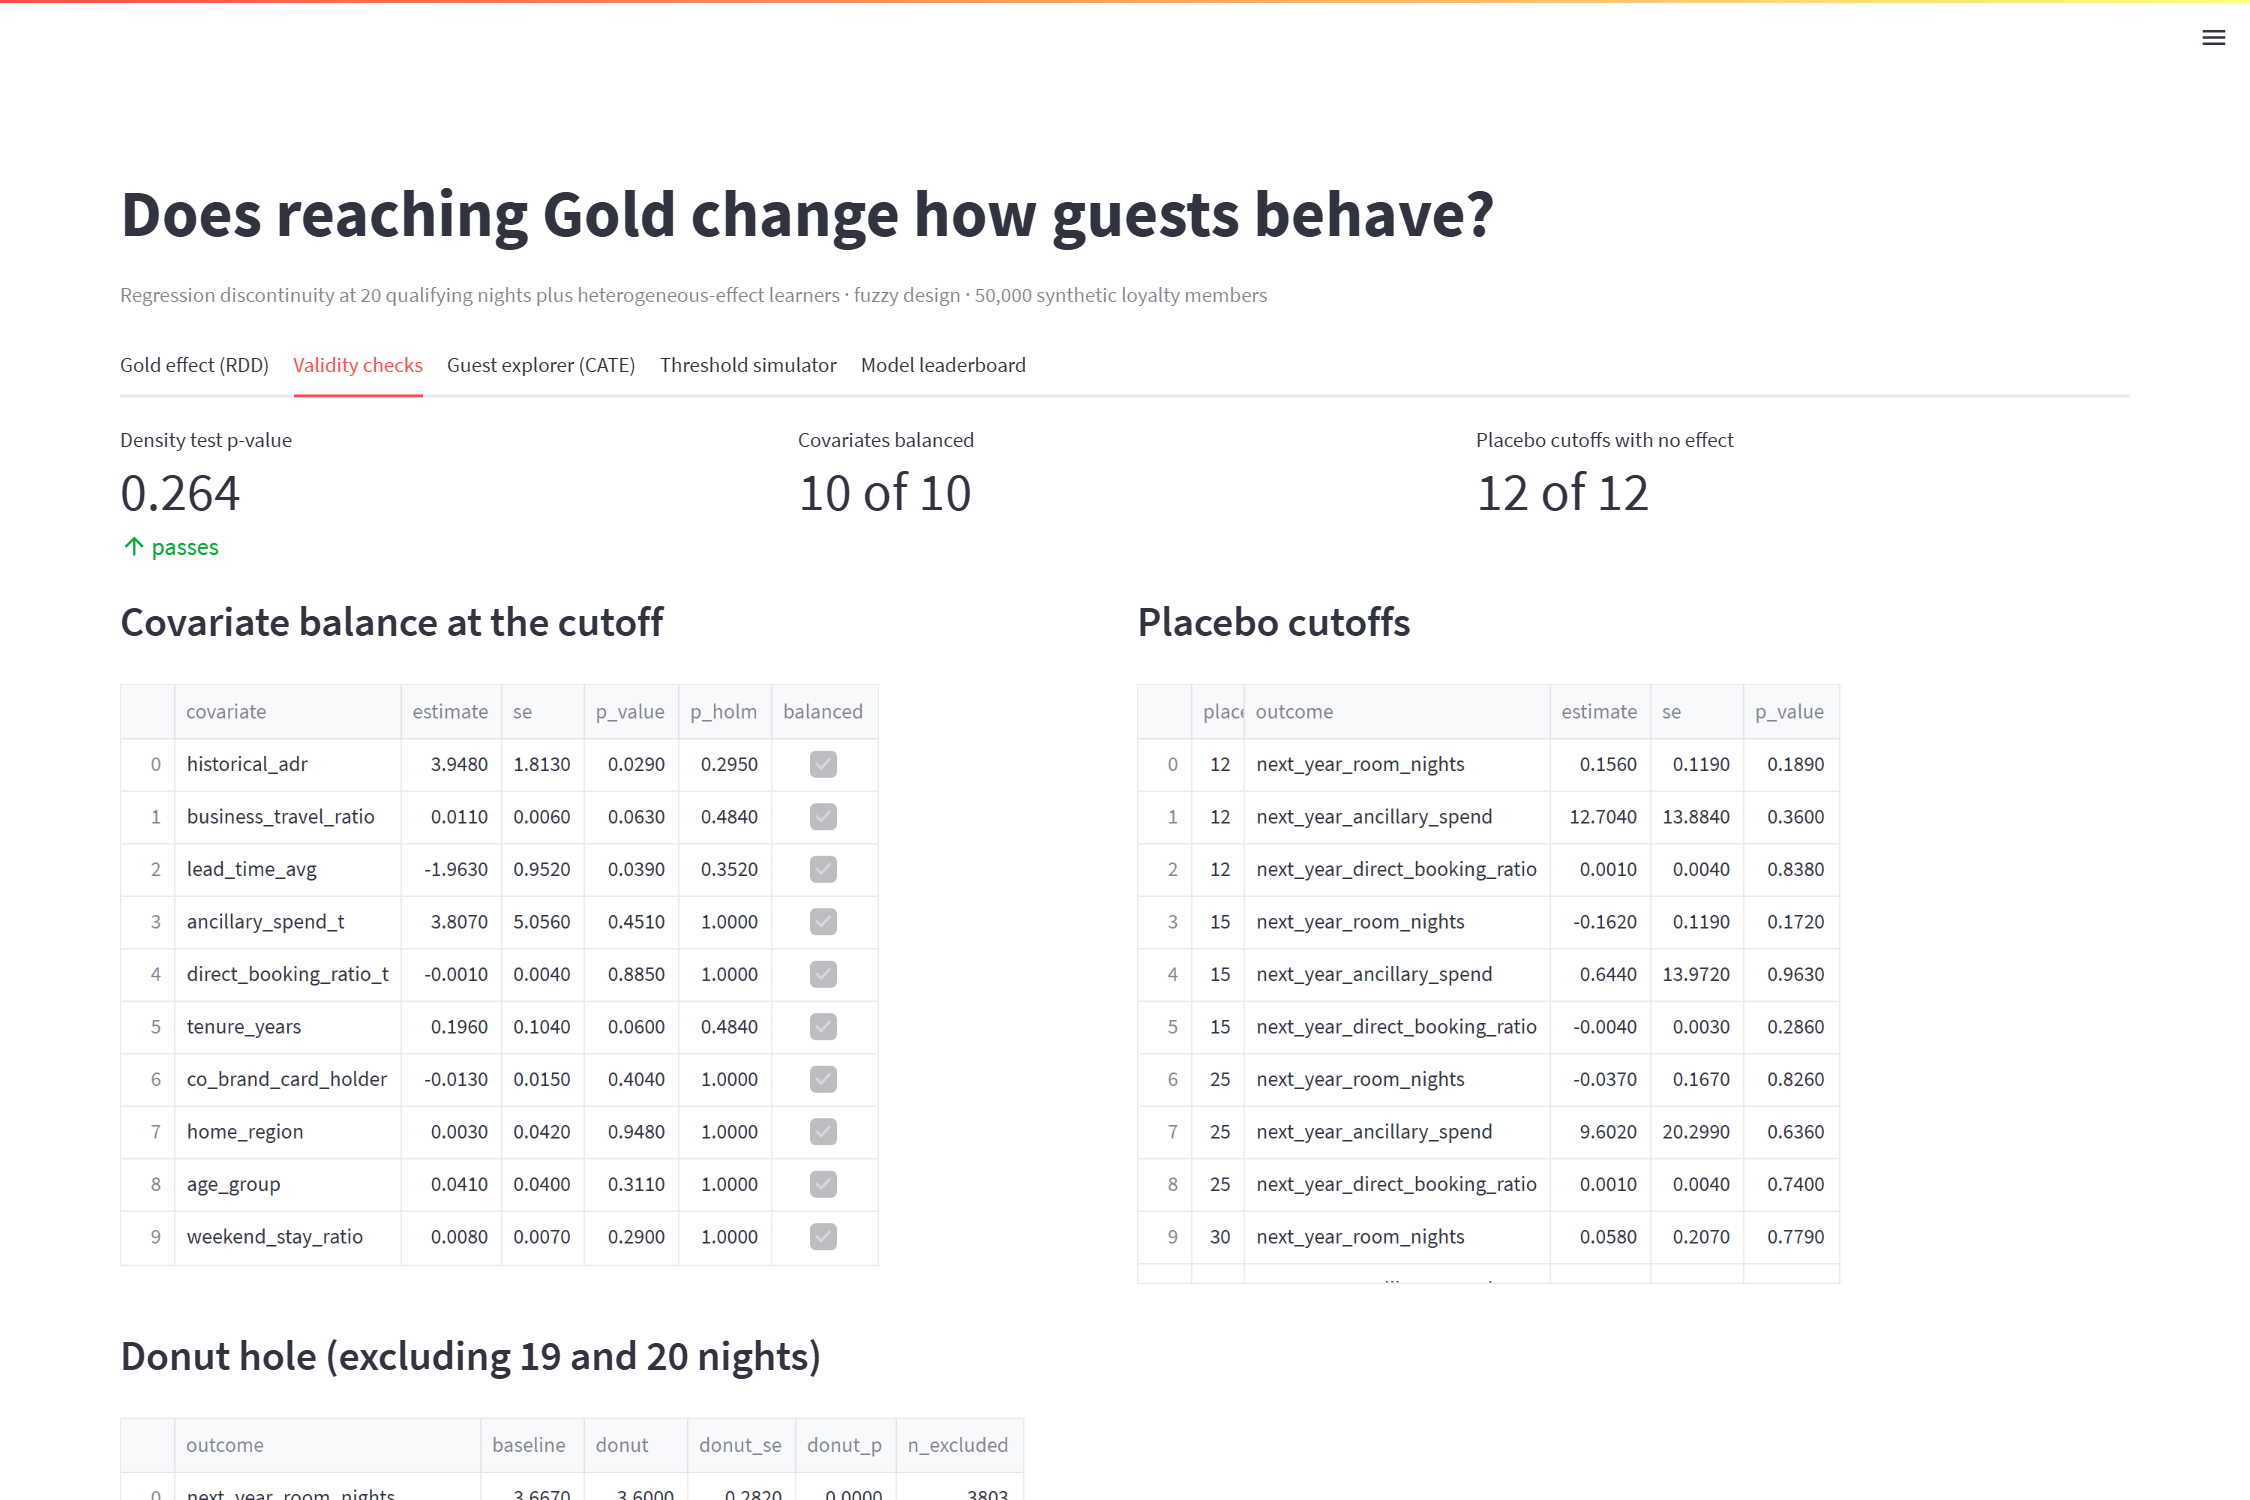 Does reaching Gold change how guests behave?
Regression discontinuity at 20 qualifying nights plus heterogeneous-effect learners · fuzzy design · 50,000 synthetic loyalty members
Gold effect (RDD) Validity checks Guest explorer (CATE) Threshold simulator Model leaderboard
Density test p-value
0.264
passes
Covariates balanced
10 of 10
Placebo cutoffs with no effect
12 of 12
Covariate balance at the cutoff
covariate estimate se p_value p_holm balanced
0 historical_adr 3.9480 1.8130 0.0290 0.2950
1 business_travel_ratio 0.0110 0.0060 0.0630 0.4840
2 lead_time_avg -1.9630 0.9520 0.0390 0.3520
3 ancillary_spend_t 3.8070 5.0560 0.4510 1.0000
4 direct_booking_ratio_t -0.0010 0.0040 0.8850 1.0000
5 tenure_years 0.1960 0.1040 0.0600 0.4840
6 co_brand_card_holder -0.0130 0.0150 0.4040 1.0000
7 home_region 0.0030 0.0420 0.9480 1.0000
8 age_group 0.0410 0.0400 0.3110 1.0000
9 weekend_stay_ratio 0.0080 0.0070 0.2900 1.0000
Placebo cutoffs
place outcome estimate se p_value
0 12 next_year_room_nights 0.1560 0.1190 0.1890
1 12 next_year_ancillary_spend 12.7040 13.8840 0.3600
2 12 next_year_direct_booking_ratio 0.0010 0.0040 0.8380
3 15 next_year_room_nights -0.1620 0.1190 0.1720
4 15 next_year_ancillary_spend 0.6440 13.9720 0.9630
5 15 next_year_direct_booking_ratio -0.0040 0.0030 0.2860
6 25 next_year_room_nights -0.0370 0.1670 0.8260
7 25 next_year_ancillary_spend 9.6020 20.2990 0.6360
8 25 next_year_direct_booking_ratio 0.0010 0.0040 0.7400
9 30 next_year_room_nights 0.0580 0.2070 0.7790
Donut hole (excluding 19 and 20 nights)
outcome baseline donut donut_se donut_p n_excluded
0 next_year_room_nights 3.6670 3.6000 0.2820 0.0000 3803